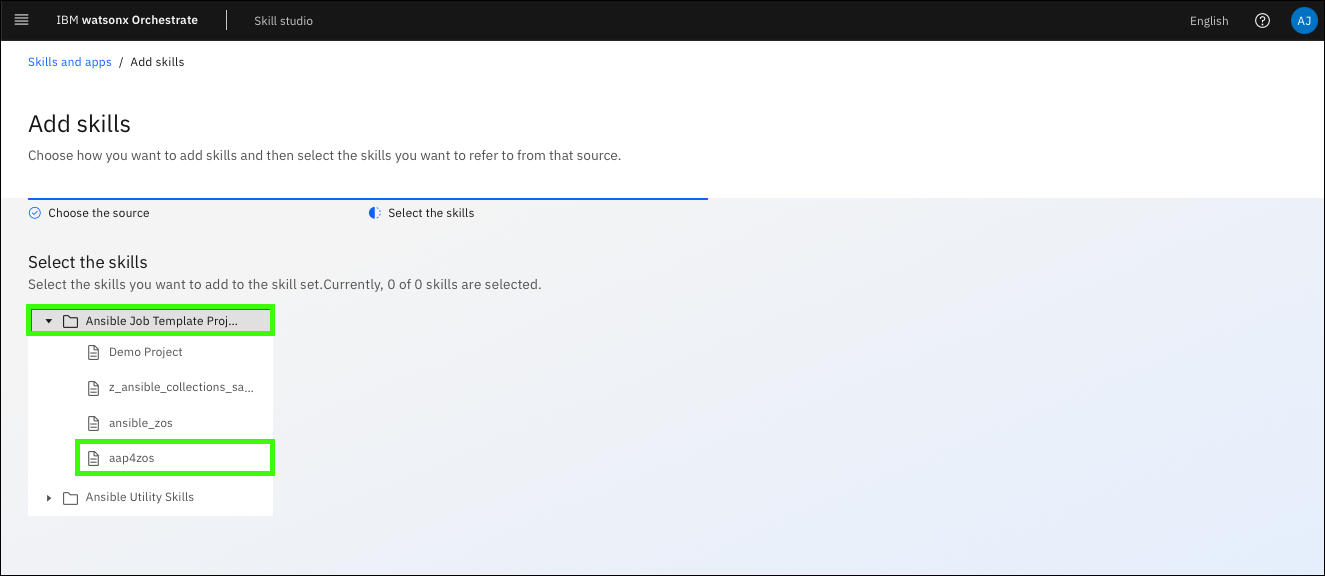 IBM watsonx Orchestrate Skill studio English AJ
Skills and apps / Add skills
Add skills
Choose how you want to add skills and then select the skills you want to refer to from that source.
Choose the source Select the skills
Select the skills
Select the skills you want to add to the skill set.Currently, 0 of 0 skills are selected.
Ansible Job Template Proj...
Demo Project
z_ansible_collections_sa...
ansible_zos
aap4zos
Ansible Utility Skills